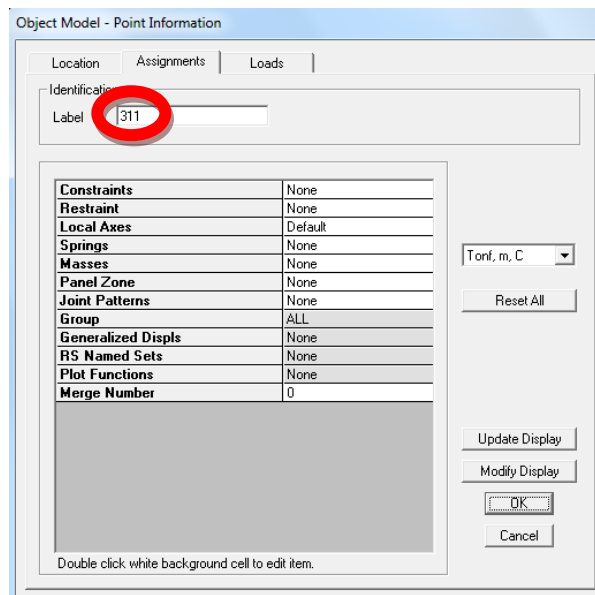 Object Model - Point Information
Location Assignments Loads
Identification
Label 311
Constraints None
Restraint None
Local Axes Default
Springs None
Masses None
Panel Zone None
Joint Patterns None
Group ALL
Generalized Displs None
RS Named Sets None
Plot Functions None
Merge Number 0
Tonf, m, C
Reset All
Update Display
Modify Display
OK
Cancel
Double click white background cell to edit item.